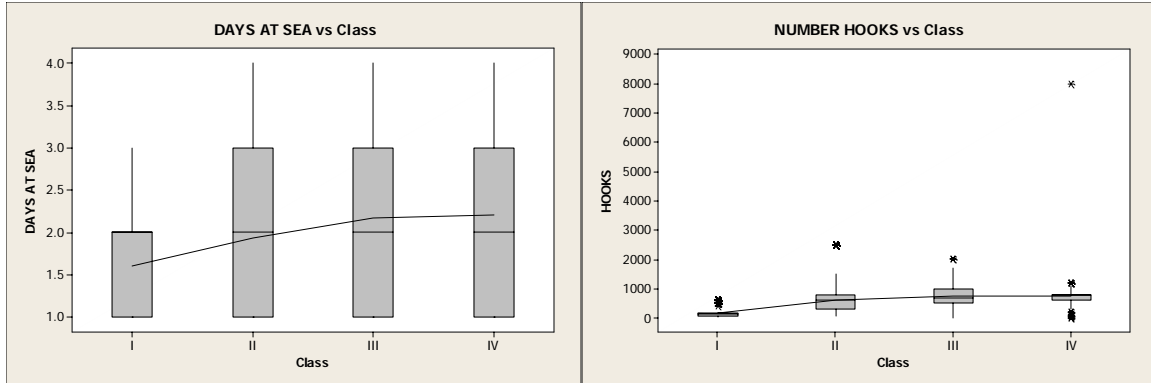 DAYS AT SEA vs Class
DAYS AT SEA
4.0
3.5
3.0
2.5
2.0
1.5
1.0
I II III IV
Class
NUMBER HOOKS vs Class
HOOKS
9000
8000
7000
6000
5000
4000
3000
2000
1000
0
I II III IV
Class